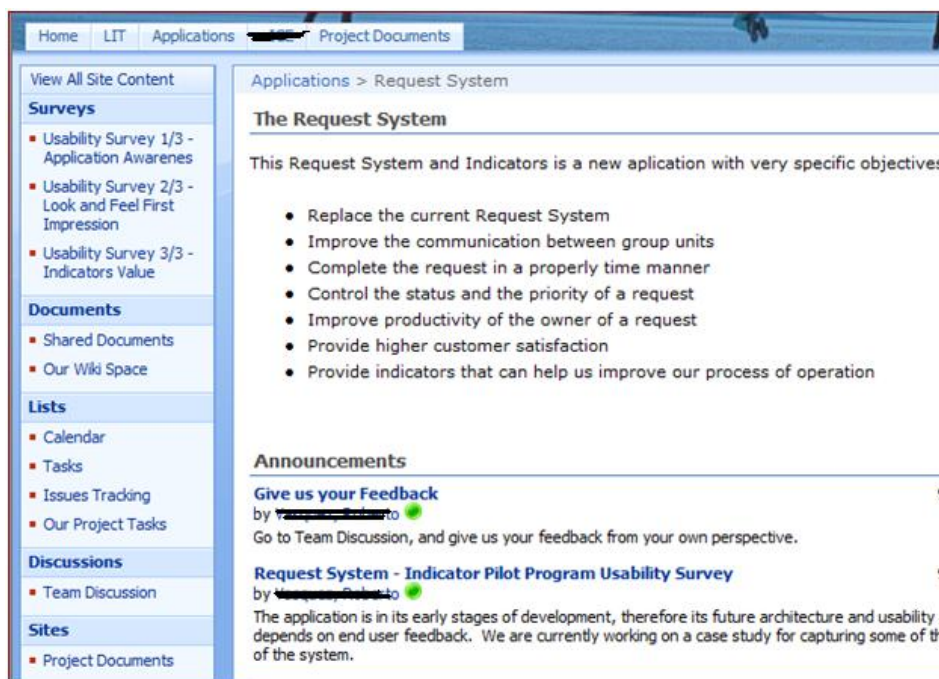 Home LIT Applications Project Documents
View All Site Content
Surveys
Usability Survey 1/3 -
Application Awarenes
Usability Survey 2/3 -
Look and Feel First
Impression
Usability Survey 3/3 -
Indicators Value
Documents
Shared Documents
Our Wiki Space
Lists
Calendar
Tasks
Issues Tracking
Our Project Tasks
Discussions
Team Discussion
Sites
Project Documents
Applications > Request System
The Request System
This Request System and Indicators is a new aplication with very specific objectives
Replace the current Request System
Improve the communication between group units
Complete the request in a properly time manner
Control the status and the priority of a request
Improve productivity of the owner of a request
Provide higher customer satisfaction
Provide indicators that can help us improve our process of operation
Announcements
Give us your Feedback
by
Go to Team Discussion, and give us your feedback from your own perspective.
Request System - Indicator Pilot Program Usability Survey
by
The application is in its early stages of development, therefore its future architecture and usability
depends on end user feedback. We are currently working on a case study for capturing some of
of the system.